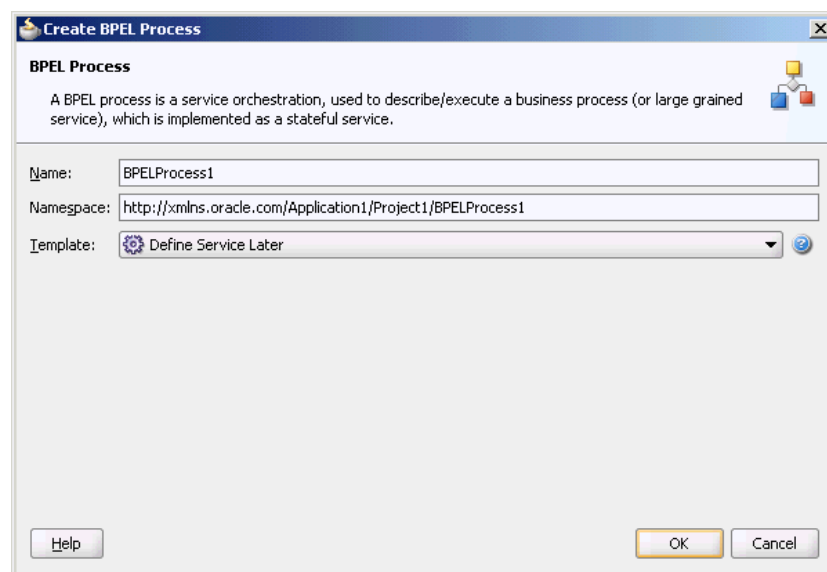 Create BPEL Process
BPEL Process
A BPEL process is a service orchestration, used to describe/execute a business process (or large grained
service), which is implemented as a stateful service.
Name: BPELProcess1
Namespace: http://xmlns.oracle.com/Application1/Project1/BPELProcess1
Template: Define Service Later
Help OK Cancel